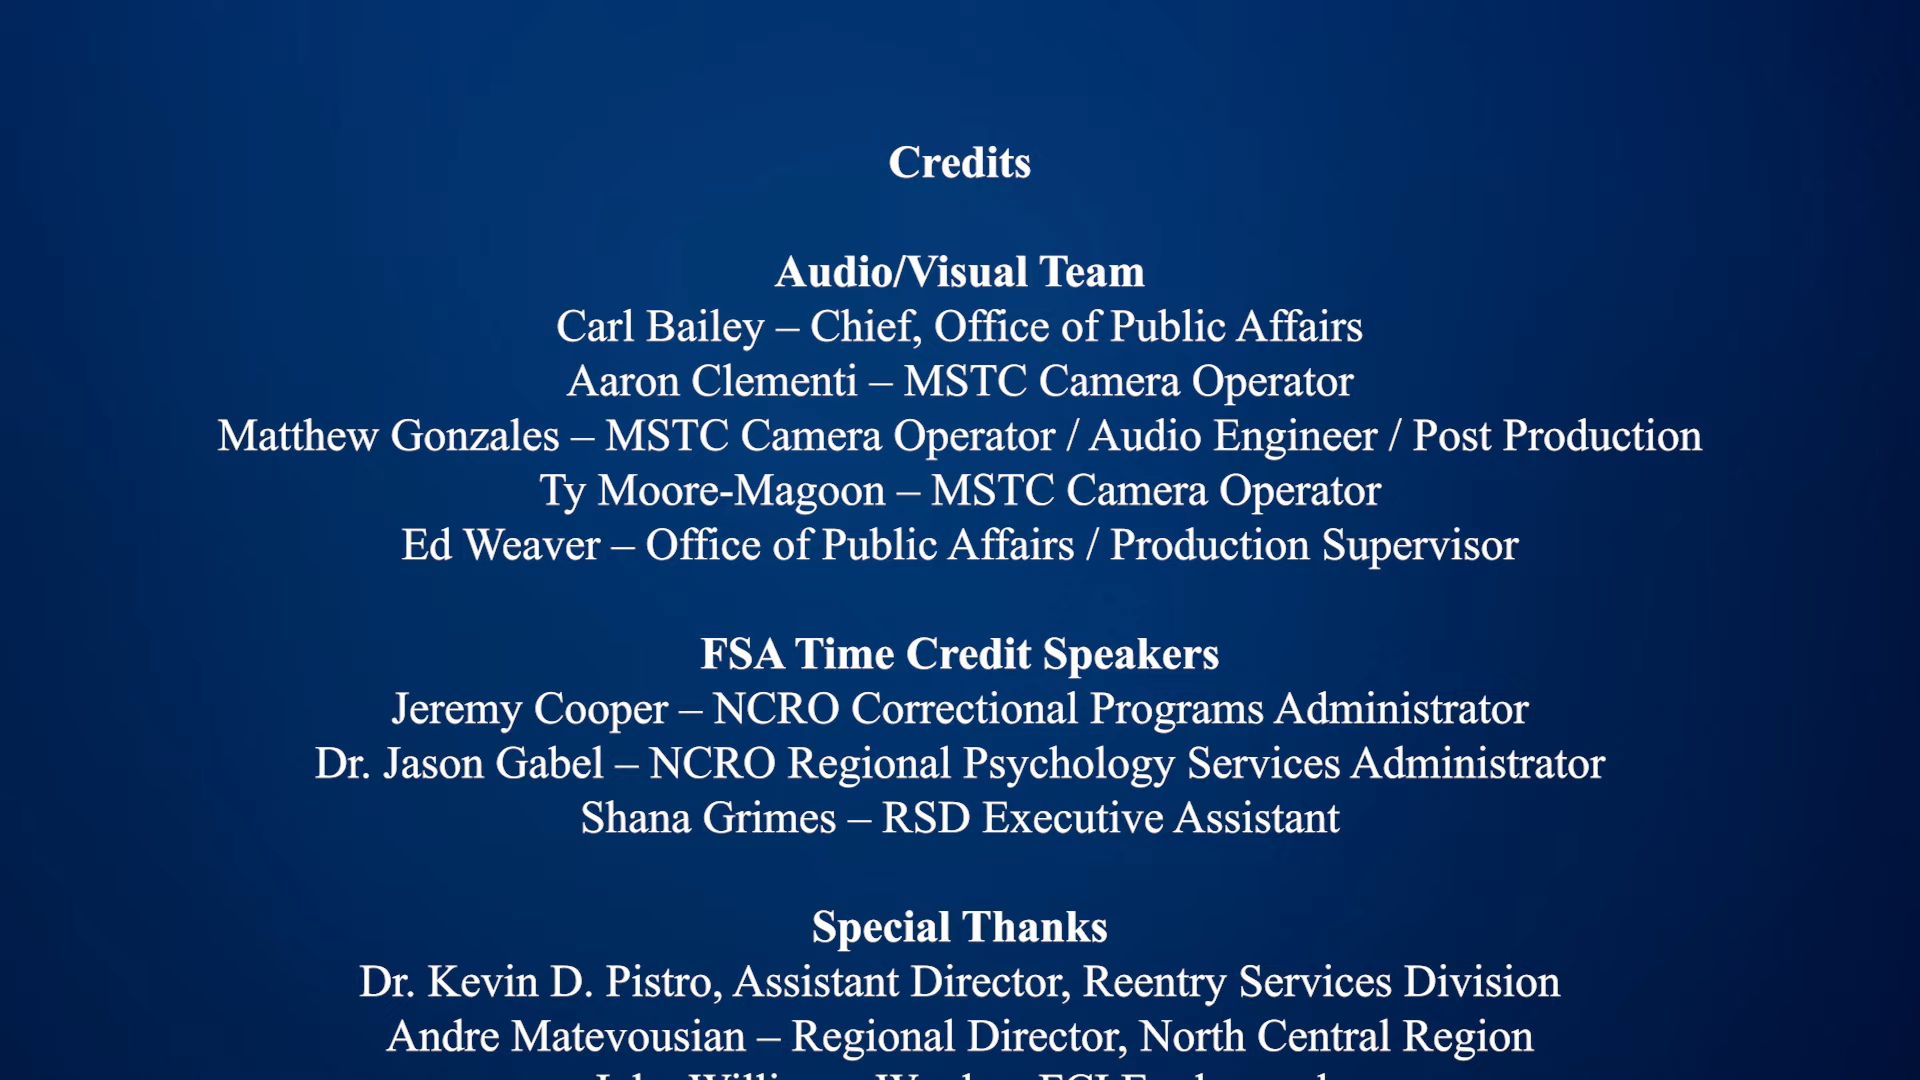 Credits
Audio/Visual Team
Carl Bailey – Chief, Office of Public Affairs
Aaron Clementi – MSTC Camera Operator
Matthew Gonzales – MSTC Camera Operator / Audio Engineer / Post Production
Ty Moore-Magoon – MSTC Camera Operator
Ed Weaver – Office of Public Affairs / Production Supervisor
FSA Time Credit Speakers
Jeremy Cooper – NCRO Correctional Programs Administrator
Dr. Jason Gabel – NCRO Regional Psychology Services Administrator
Shana Grimes – RSD Executive Assistant
Special Thanks
Dr. Kevin D. Pistro, Assistant Director, Reentry Services Division
Andre Matevousian – Regional Director, North Central Region